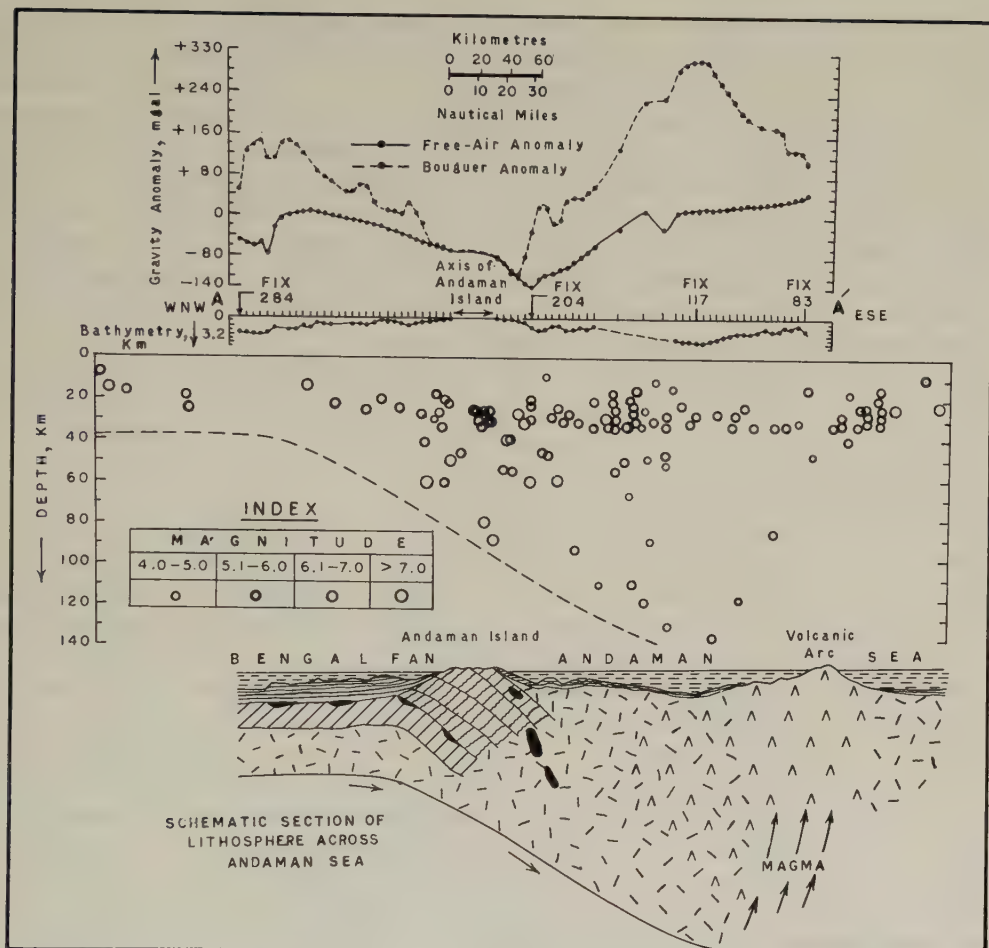 Kilometres
0 20 40 60
0 10 20 30
Nautical Miles
Free-Air Anomaly
Bouguer Anomaly
Gravity Anomaly, mgal
+330
+240
+160
+ 80
0
-80
-140
Axis of
Andaman
Island
WNW A
FIX
284
FIX
204
FIX
117
FIX
83
A' ESE
Bathymetry,
Km
0
3.2
DEPTH, Km
0
20
40
60
80
100
120
140
INDEX
MAGNITUDE
4.0-5.0 5.1-6.0 6.1-7.0 > 7.0
Andaman Island
Volcanic
Arc
BENGAL FAN
ANDAMAN SEA
SCHEMATIC SECTION OF
LITHOSPHERE ACROSS
ANDAMAN SEA
MAGMA